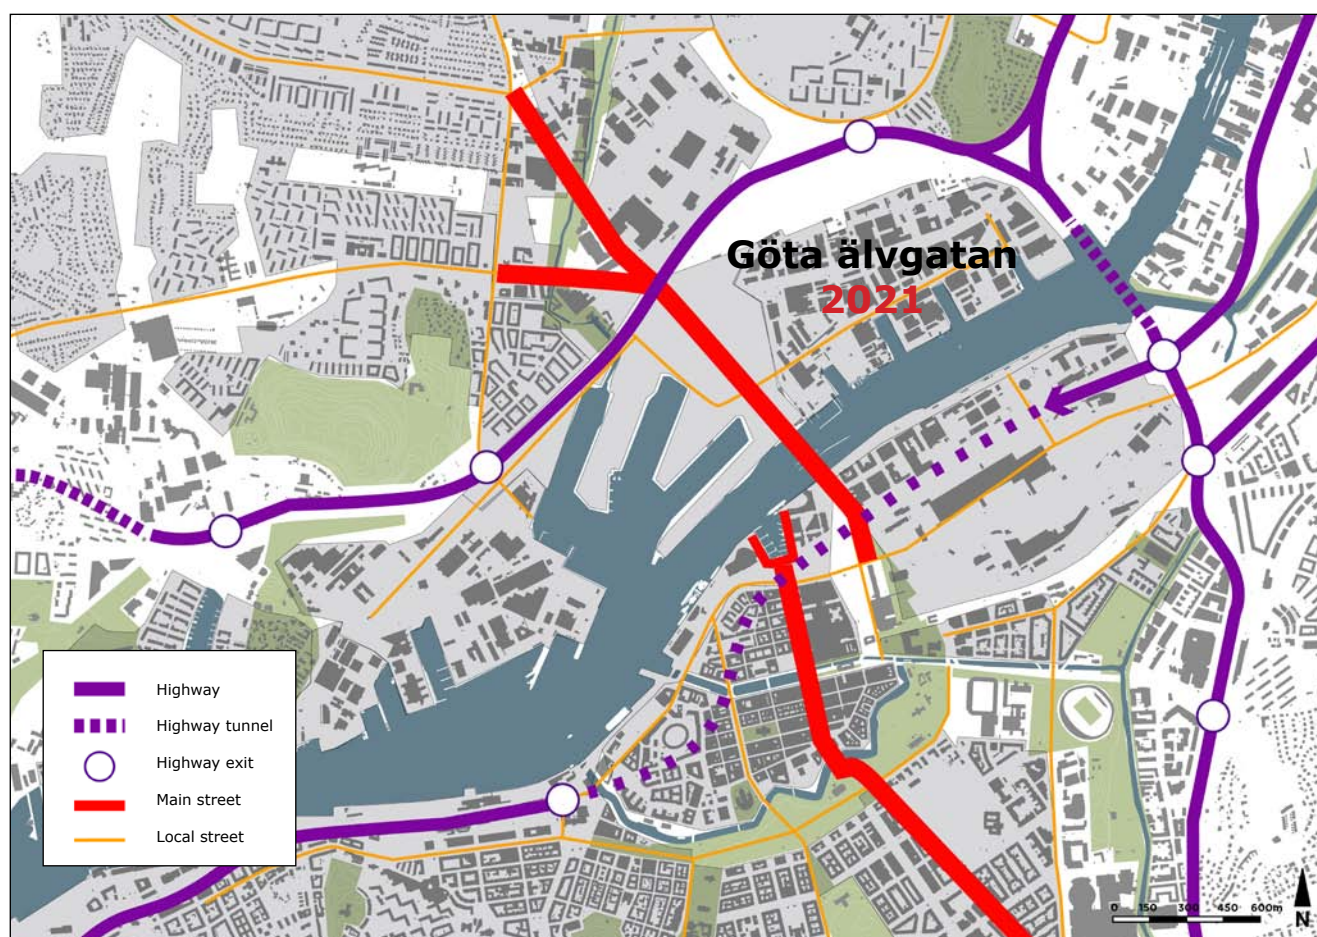 Göta älvgatan
2021
Highway
Highway tunnel
Highway exit
Main street
Local street
0 150 300 450 600m
N